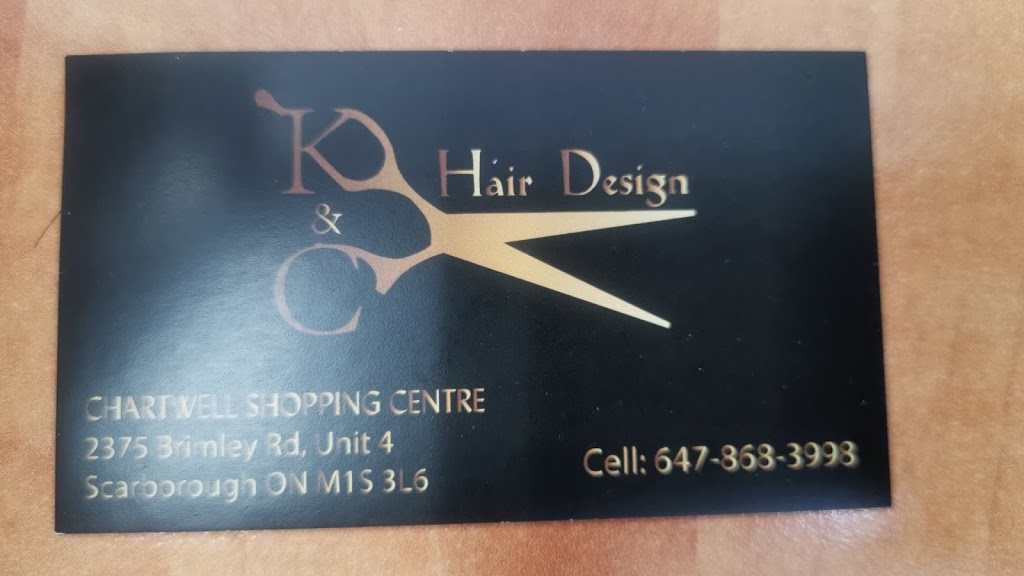 K & C Hair Design
CHARTWELL SHOPPING CENTRE
2375 Brimley Rd, Unit 4
Scarborough ON M1S 3L6
Cell: 647-868-3998